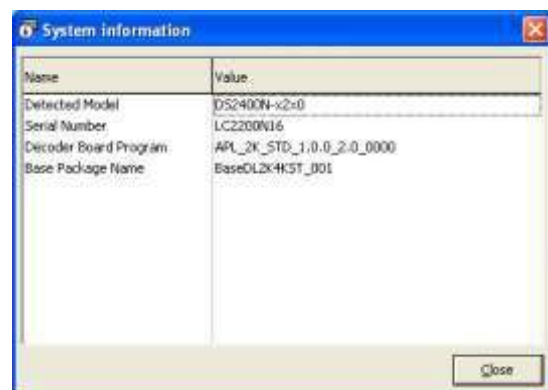 System information
Name Value
Detected Model DS2400N-x2x0
Serial Number LC2200N16
Decoder Board Program APL_2K_STD_1.0.0_2.0_0000
Base Package Name BaseDL2K4KST_001
Close